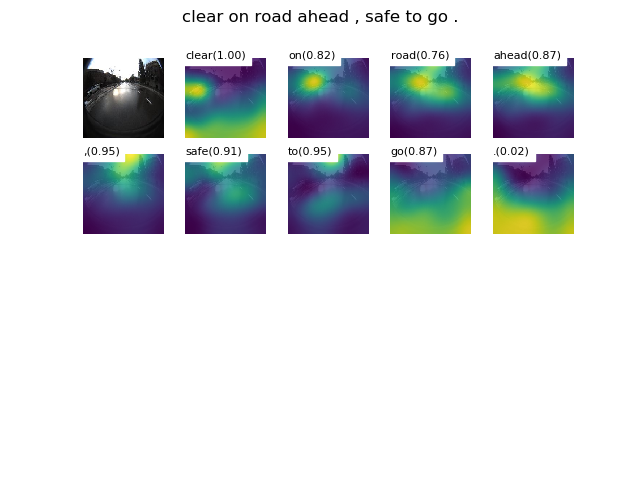 clear on road ahead , safe to go .
clear(1.00) on(0.82) road(0.76) ahead(0.87)
,(0.95) safe(0.91) to(0.95) go(0.87) .(0.02)